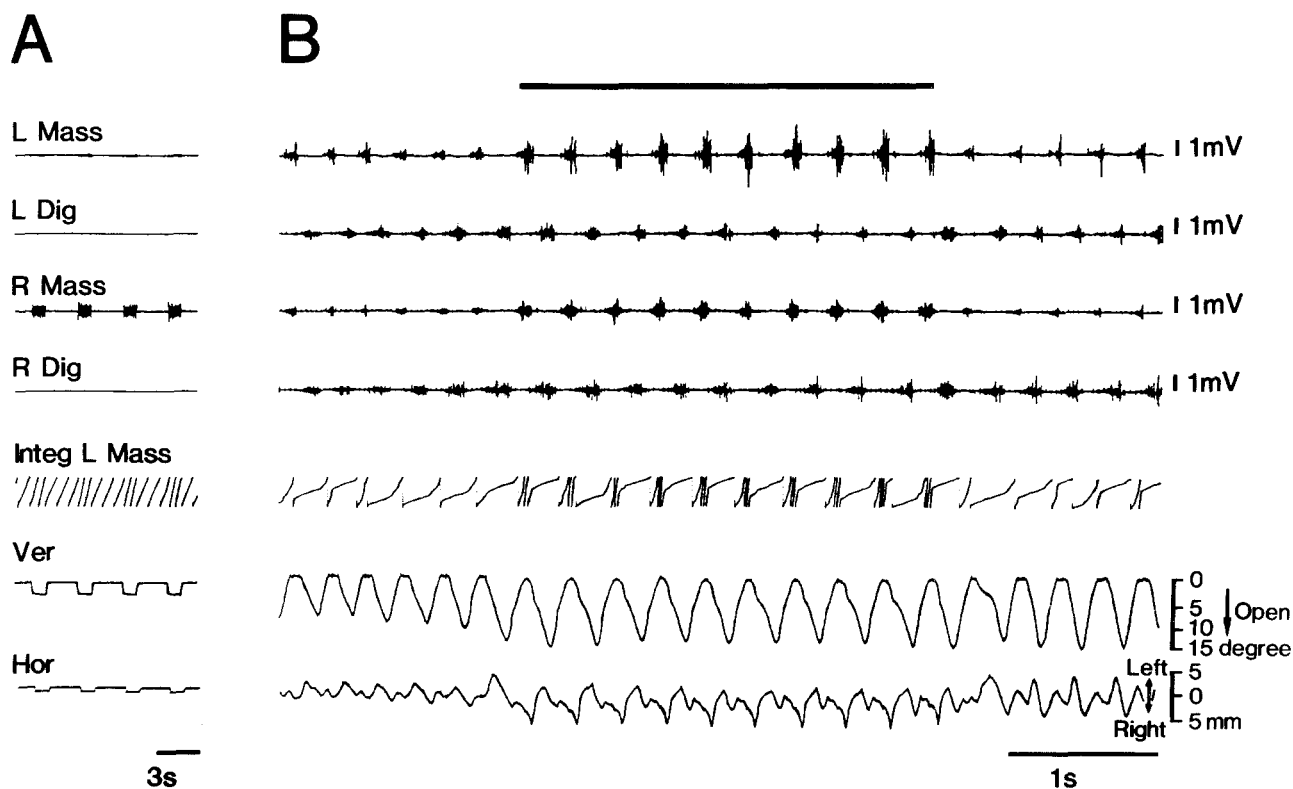 A
B
L Mass
1mV
L Dig
1mV
R Mass
1mV
R Dig
1mV
Integ L Mass
Ver
0
5
10
15 degree
Open
Hor
Left
5
0
5 mm
Right
3s
1s